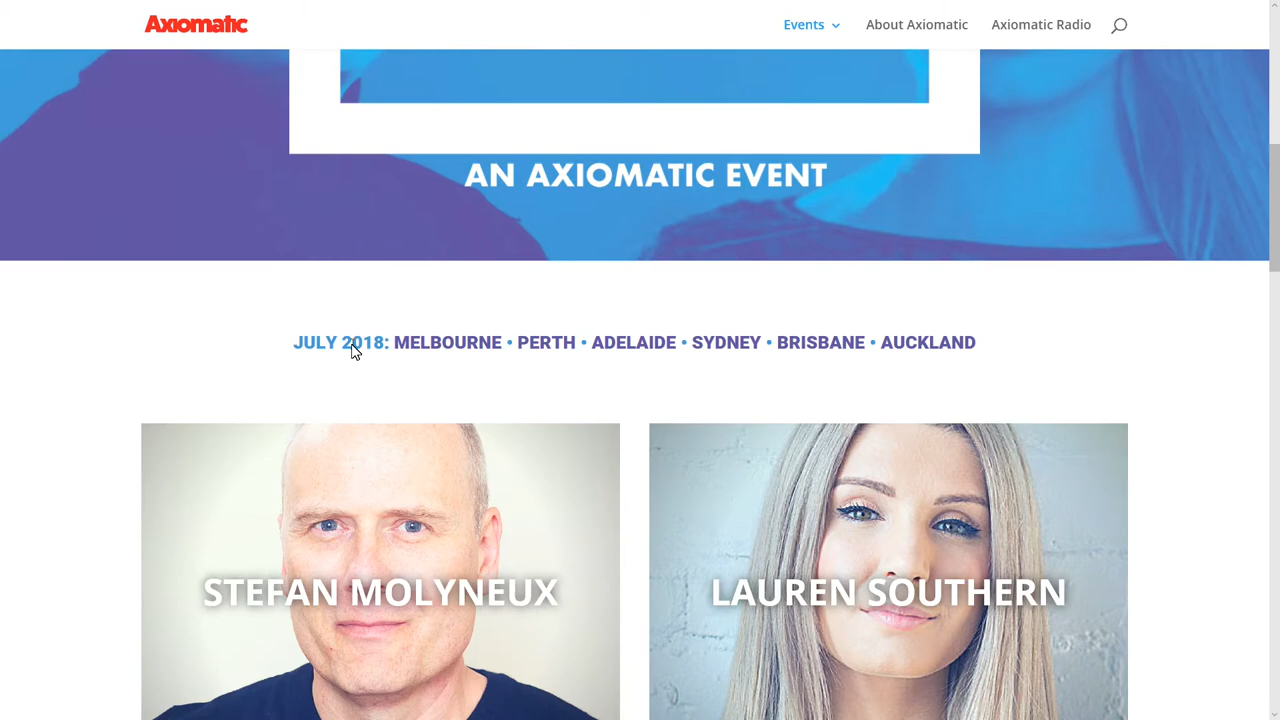 Axiomatic
Events
About Axiomatic
Axiomatic Radio
AN AXIOMATIC EVENT
JULY 2018: MELBOURNE • PERTH • ADELAIDE • SYDNEY • BRISBANE • AUCKLAND
STEFAN MOLYNEUX
LAUREN SOUTHERN